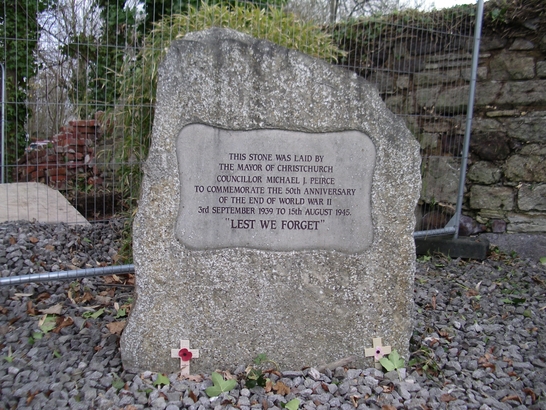 THIS STONE WAS LAID BY
THE MAYOR OF CHRISTCHURCH
COUNCILLOR MICHAEL J. PEIRCE
TO COMMEMORATE THE 50th ANNIVERSARY
OF THE END OF WORLD WAR II
3rd SEPTEMBER 1939 TO 15th AUGUST 1945.
"LEST WE FORGET"